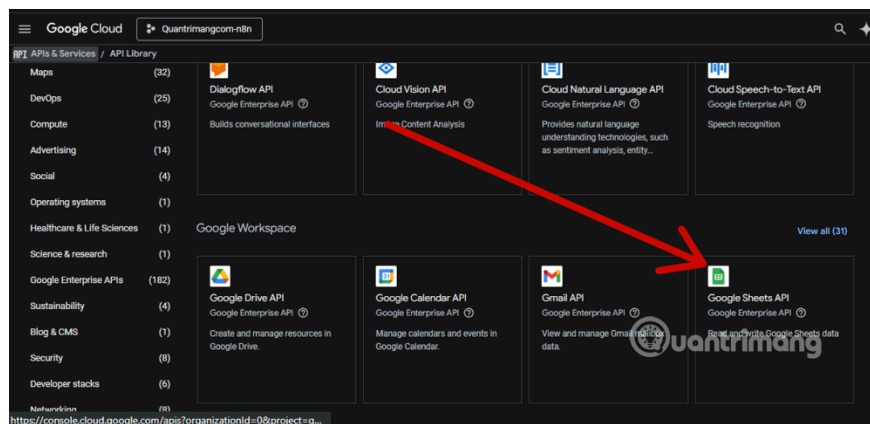 Google Cloud
Quantrimangcom-n8n
API APIs & Services / API Library
Maps (32)
DevOps (25)
Compute (13)
Advertising (14)
Social (4)
Operating systems (1)
Healthcare & Life Sciences (1)
Science & research (1)
Google Enterprise APIs (182)
Sustainability (4)
Blog & CMS (1)
Security (8)
Developer stacks (6)
Networking (8)
Dialogflow API
Google Enterprise API
Builds conversational interfaces
Cloud Vision API
Google Enterprise API
Image Content Analysis
Cloud Natural Language API
Google Enterprise API
Provides natural language
understanding technologies, such
as sentiment analysis, entity...
Cloud Speech-to-Text API
Google Enterprise API
Speech recognition
Google Workspace
View all (31)
Google Drive API
Google Enterprise API
Create and manage resources in
Google Drive.
Google Calendar API
Google Enterprise API
Manage calendars and events in
Google Calendar.
Gmail API
Google Enterprise API
View and manage Gmail mailbox
data.
Google Sheets API
Google Enterprise API
Read and write Google Sheets data
Quantrimang
https://console.cloud.google.com/apis?organizationId=0&project=q...